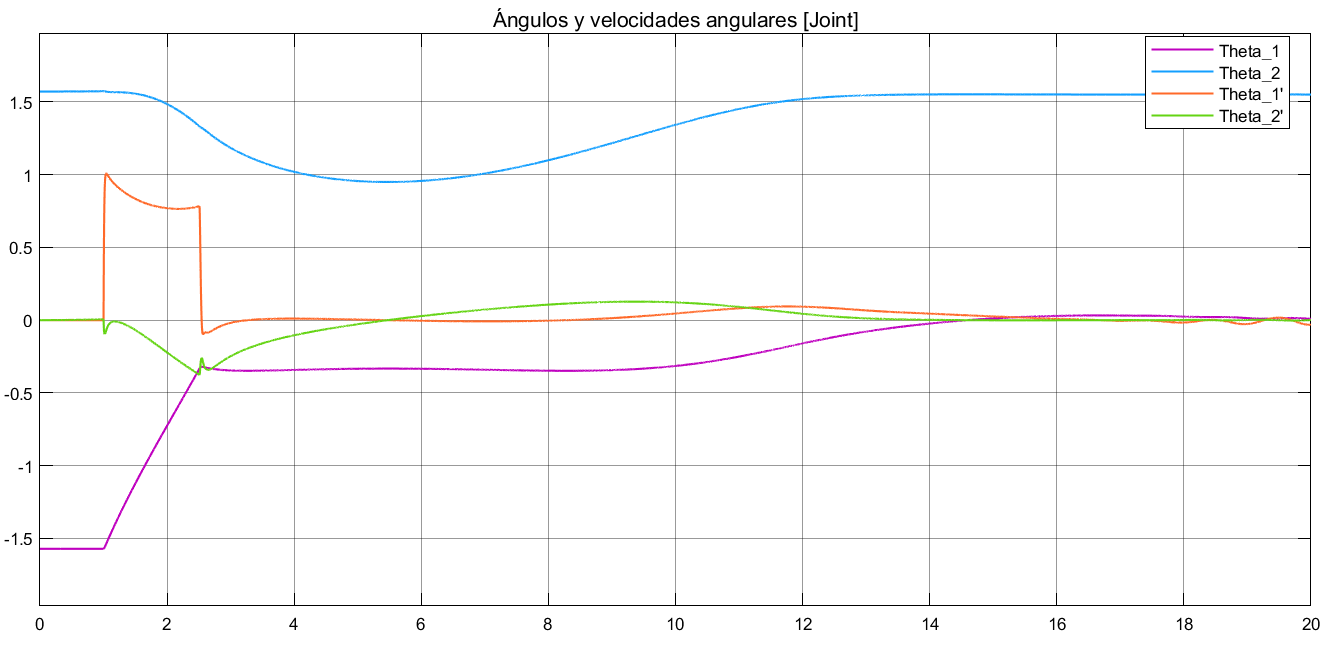 Ángulos y velocidades angulares [Joint]
Theta_1
Theta_2
Theta_1'
Theta_2'
1.5
1
0.5
0
-0.5
-1
-1.5
0 2 4 6 8 10 12 14 16 18 20